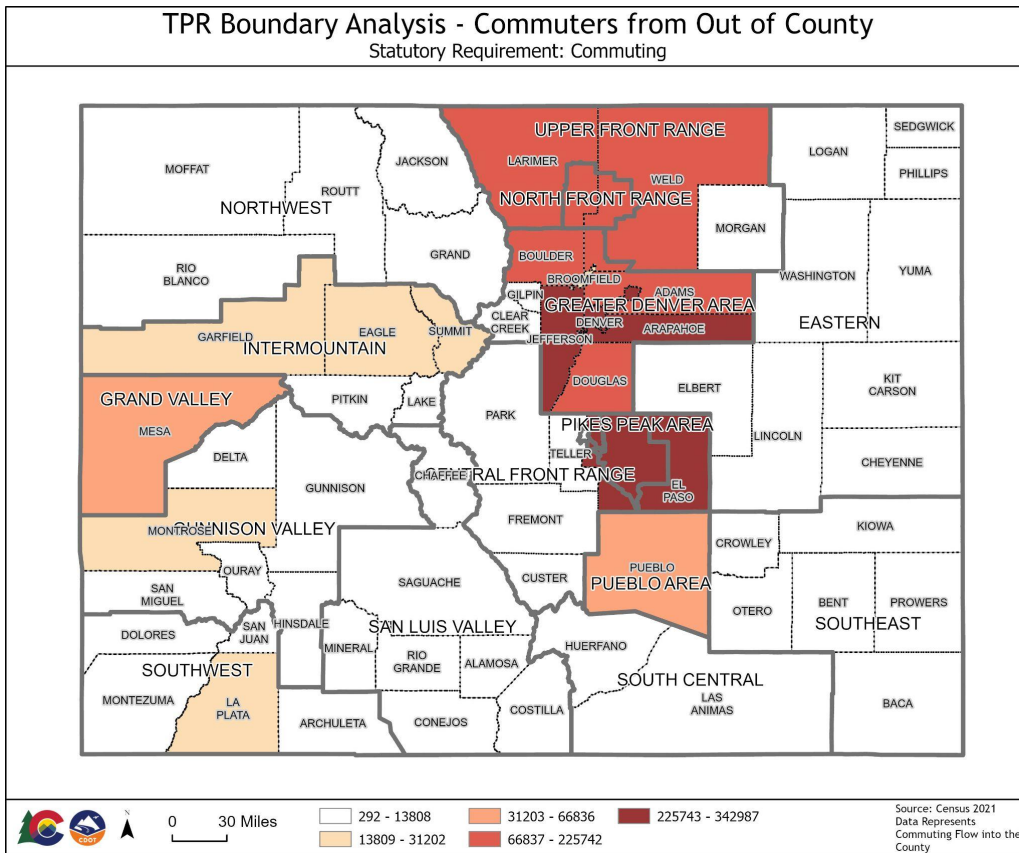 TPR Boundary Analysis - Commuters from Out of County
Statutory Requirement: Commuting
SEDGWICK
UPPER FRONT RANGE
LOGAN
JACKSON
LARIMER
MOFFAT
PHILLIPS
WELD
ROUTT
NORTH FRONT RANGE
NORTHWEST
MORGAN
GRAND
BOULDER
RIO
BLANCO
WASHINGTON
YUMA
BROOMFIELD
GILPIN
ADAMS
GREATER DENVER AREA
CLEAR
CREEK
DENVER
EASTERN
SUMMIT
EAGLE
ARAPAHOE
GARFIELD
JEFFERSON
INTERMOUNTAIN
KIT
CARSON
DOUGLAS
ELBERT
GRAND VALLEY
PITKIN
LAKE
PARK
PIKES PEAK AREA
MESA
LINCOLN
TELLER
DELTA
CHEYENNE
CHAFFEE
CENTRAL FRONT RANGE
GUNNISON
EL
PASO
FREMONT
MONTROSE
GUNNISON VALLEY
KIOWA
CROWLEY
OURAY
PUEBLO
PUEBLO AREA
SAGUACHE
CUSTER
SAN
MIGUEL
BENT
PROWERS
OTERO
SOUTHEAST
HINSDALE
SAN LUIS VALLEY
SAN
JUAN
DOLORES
MINERAL
HUERFANO
RIO
GRANDE
ALAMOSA
SOUTHWEST
SOUTH CENTRAL
MONTEZUMA
LA
PLATA
LAS
ANIMAS
BACA
COSTILLA
ARCHULETA
CONEJOS
CDOT
N
0 30 Miles
292 - 13808
13809 - 31202
31203 - 66836
66837 - 225742
225743 - 342987
Source: Census 2021
Data Represents
Commuting Flow into the
County